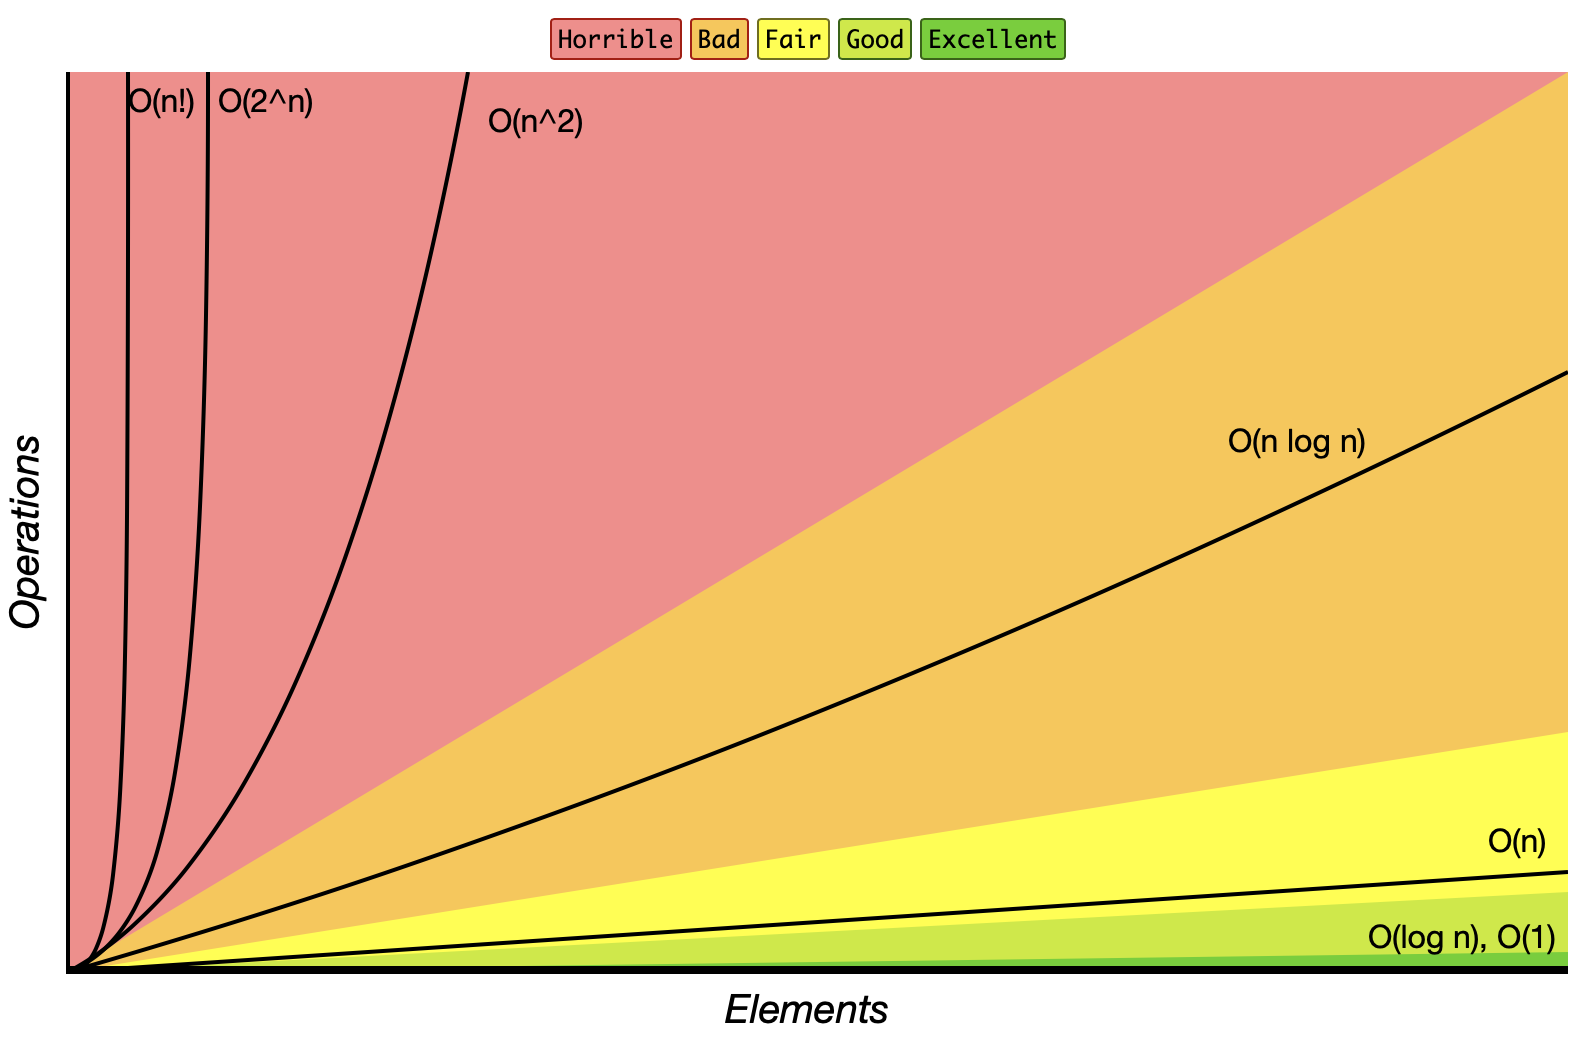 Horrible Bad Fair Good Excellent
O(n!) O(2^n)
O(n^2)
O(n log n)
O(n)
O(log n), O(1)
Operations
Elements